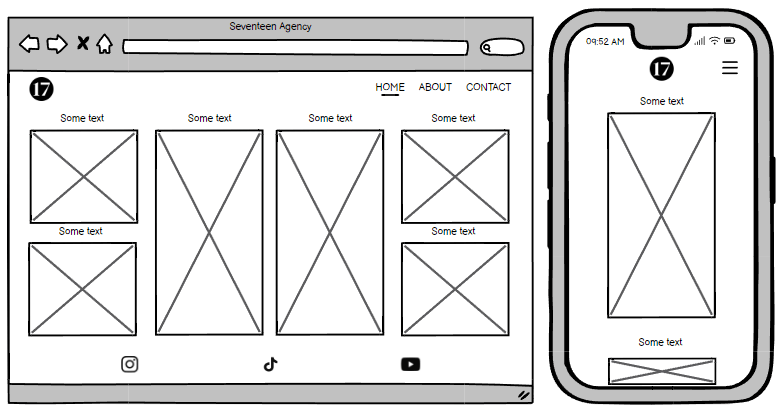 Seventeen Agency
17
HOME ABOUT CONTACT
Some text Some text Some text Some text
Some text Some text
09:52 AM
17
Some text
Some text